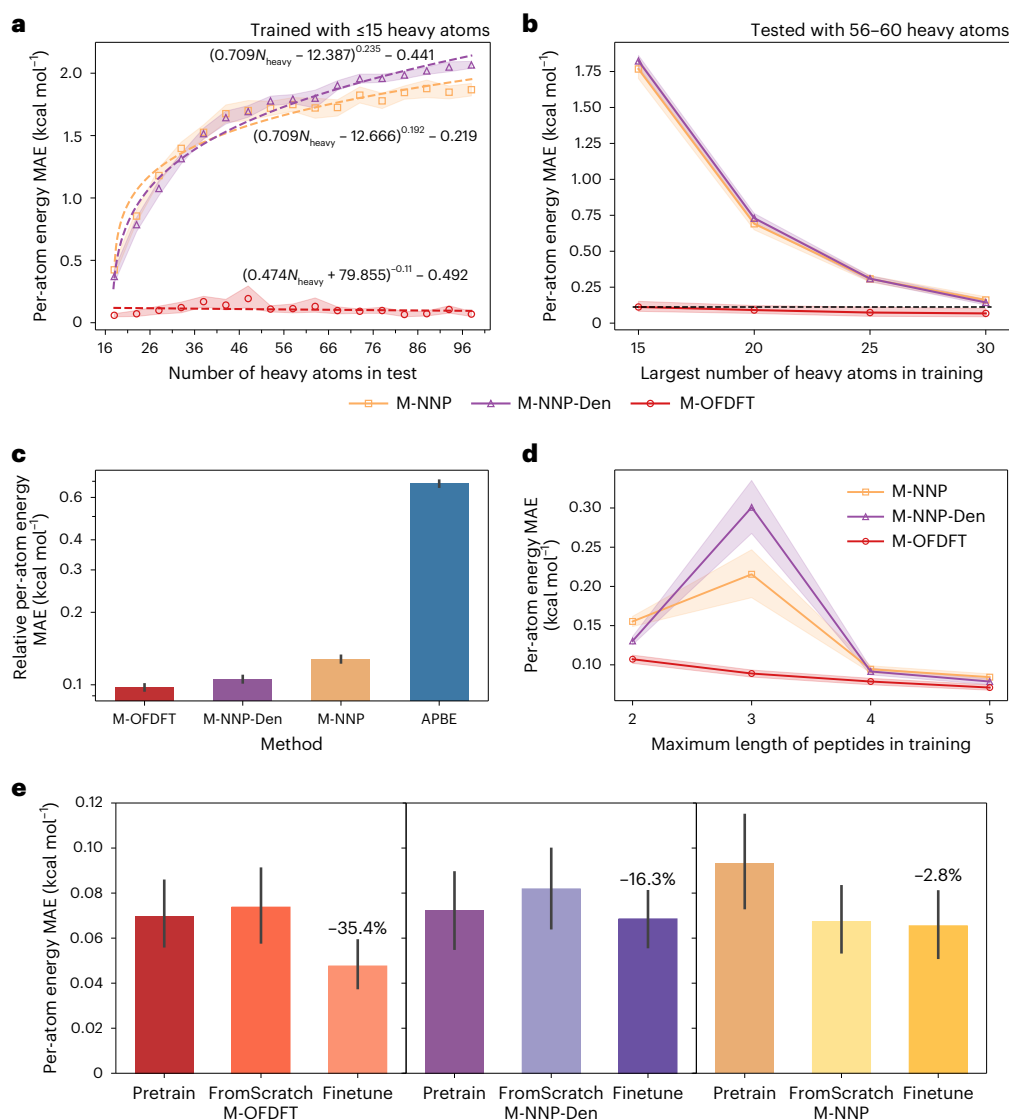 a
Trained with ≤15 heavy atoms
Per-atom energy MAE (kcal mol⁻¹)
2.0
1.5
1.0
0.5
0
(0.709N_heavy − 12.387)^0.235 − 0.441
(0.709N_heavy − 12.666)^0.192 − 0.219
(0.474N_heavy + 79.855)^−0.11 − 0.492
16 26 36 46 56 66 76 86 96
Number of heavy atoms in test
b
Tested with 56–60 heavy atoms
Per-atom energy MAE (kcal mol⁻¹)
1.75
1.50
1.25
1.00
0.75
0.50
0.25
0
15 20 25 30
Largest number of heavy atoms in training
M-NNP M-NNP-Den M-OFDFT
c
Relative per-atom energy
MAE (kcal mol⁻¹)
0.6
0.4
0.3
0.2
0.1
M-OFDFT M-NNP-Den M-NNP APBE
Method
d
Per-atom energy MAE
(kcal mol⁻¹)
0.30
0.25
0.20
0.15
0.10
M-NNP
M-NNP-Den
M-OFDFT
2 3 4 5
Maximum length of peptides in training
e
Per-atom energy MAE (kcal mol⁻¹)
0.12
0.10
0.08
0.06
0.04
0.02
0
−35.4%
−16.3%
−2.8%
Pretrain FromScratch Finetune Pretrain FromScratch Finetune Pretrain FromScratch Finetune
M-OFDFT M-NNP-Den M-NNP